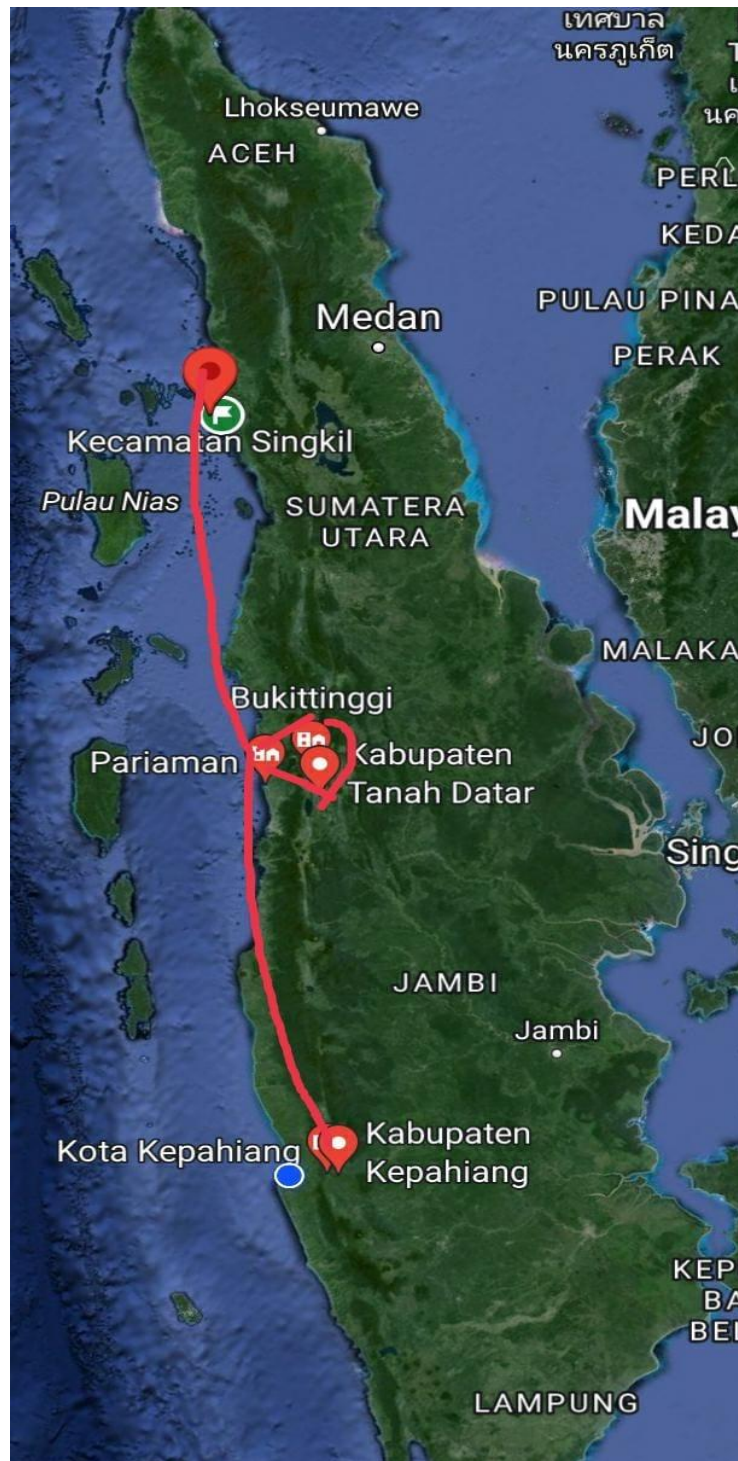 เทศบาล
นครภูเก็ต
Lhokseumawe
ACEH
PERL
KEDA
PULAU PINA
Medan
PERAK
Kecamatan Singkil
Pulau Nias
SUMATERA
UTARA
Malay
MALAKA
Bukittinggi
JO
Pariaman
Kabupaten
Tanah Datar
Sing
JAMBI
Jambi
Kabupaten
Kepahiang
Kota Kepahiang
KEP
BA
BEI
LAMPUNG